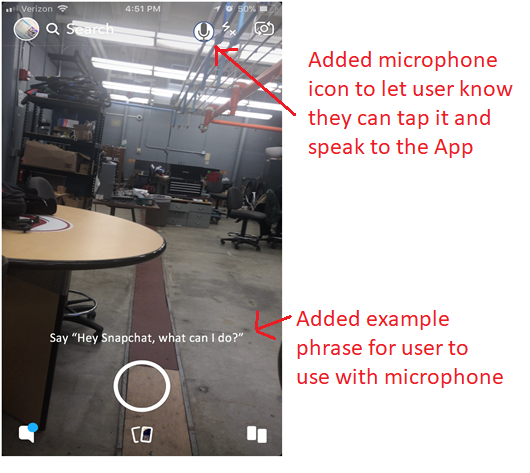 Verizon 4:51 PM 50%
Search
Added microphone
icon to let user know
they can tap it and
speak to the App
Say “Hey Snapchat, what can I do?”
Added example
phrase for user to
use with microphone